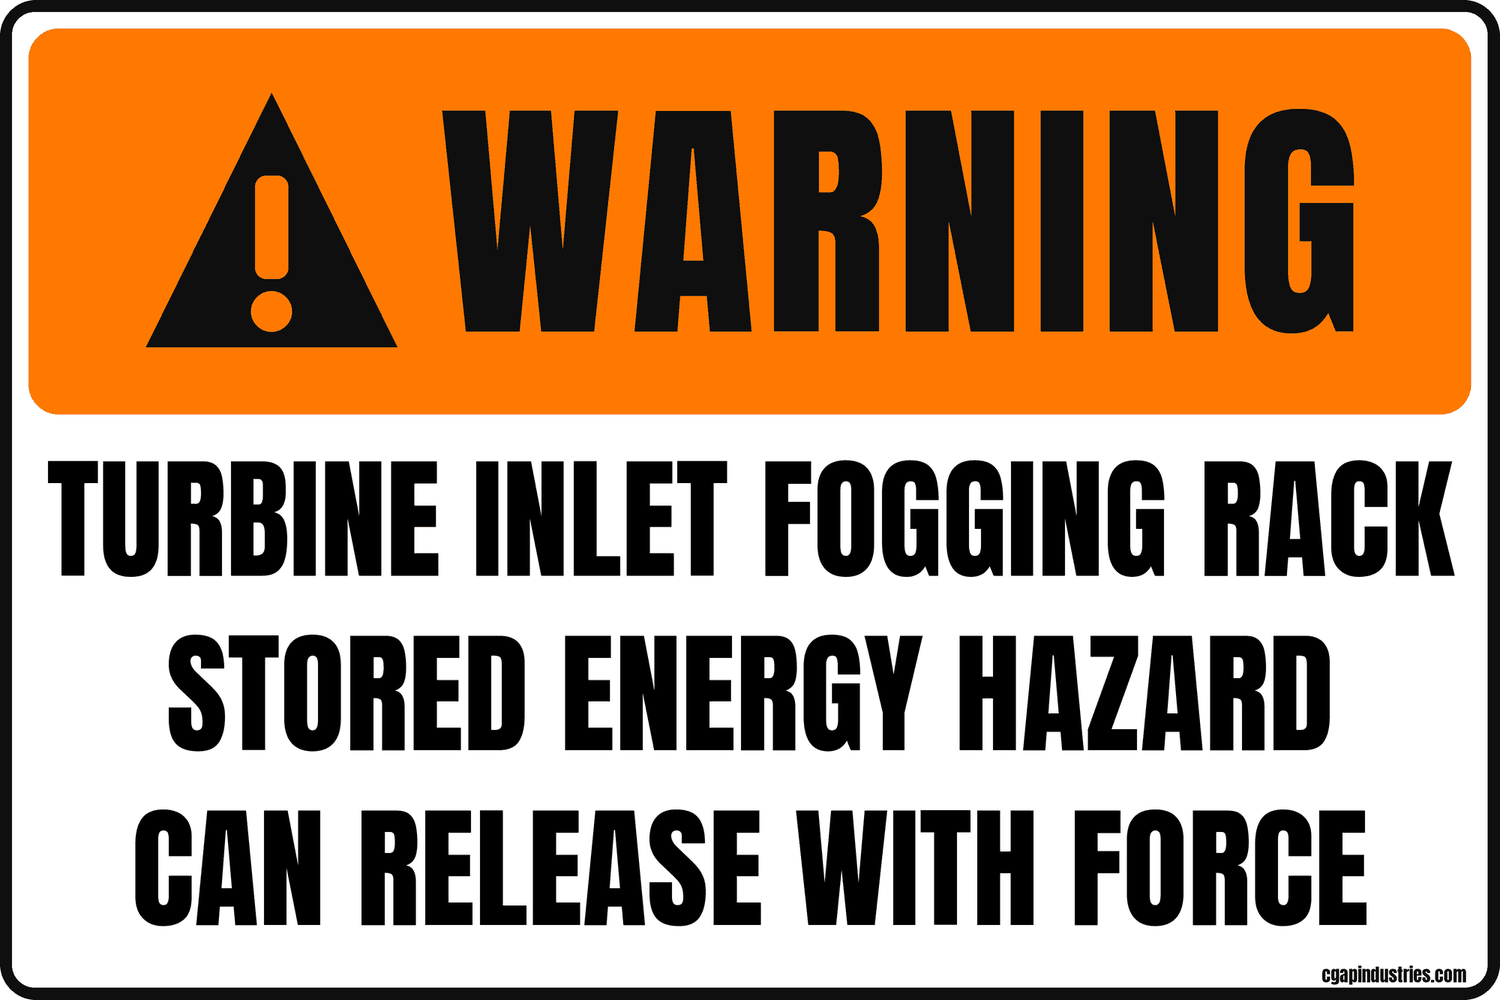 WARNING
TURBINE INLET FOGGING RACK
STORED ENERGY HAZARD
CAN RELEASE WITH FORCE
cgapindustries.com